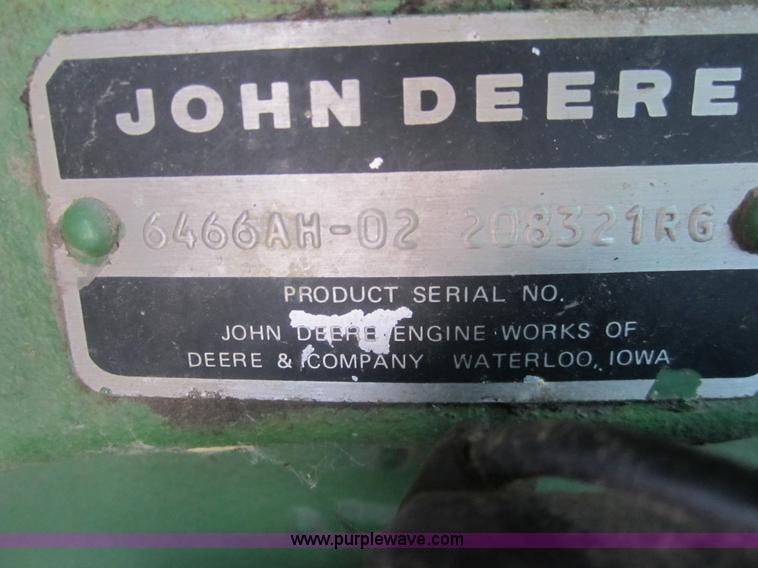 JOHN DEERE
6466AH-02 208321RG
PRODUCT SERIAL NO.
JOHN DEERE ENGINE WORKS OF
DEERE & COMPANY WATERLOO, IOWA
www.purplewave.com